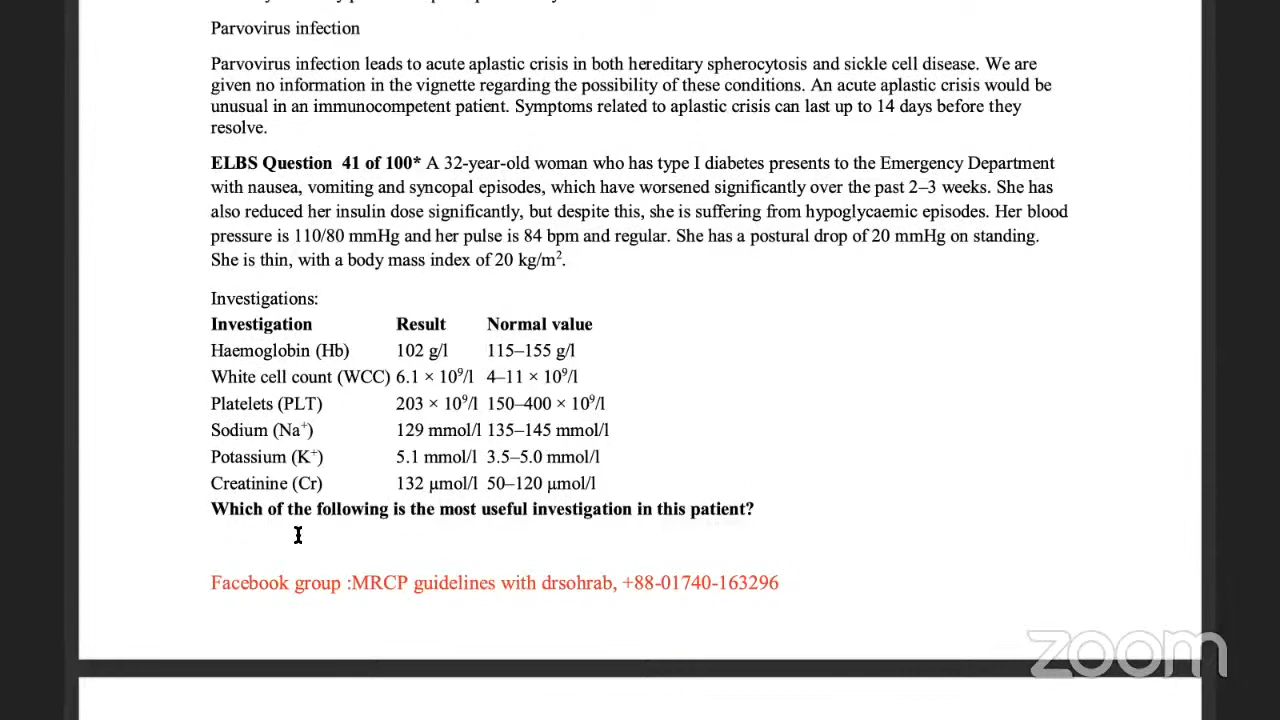 Parvovirus infection
Parvovirus infection leads to acute aplastic crisis in both hereditary spherocytosis and sickle cell disease. We are
given no information in the vignette regarding the possibility of these conditions. An acute aplastic crisis would be
unusual in an immunocompetent patient. Symptoms related to aplastic crisis can last up to 14 days before they
resolve.
ELBS Question 41 of 100* A 32-year-old woman who has type I diabetes presents to the Emergency Department
with nausea, vomiting and syncopal episodes, which have worsened significantly over the past 2–3 weeks. She has
also reduced her insulin dose significantly, but despite this, she is suffering from hypoglycaemic episodes. Her blood
pressure is 110/80 mmHg and her pulse is 84 bpm and regular. She has a postural drop of 20 mmHg on standing.
She is thin, with a body mass index of 20 kg/m².
Investigations:
Investigation Result Normal value
Haemoglobin (Hb) 102 g/l 115–155 g/l
White cell count (WCC) 6.1 × 10⁹/l 4–11 × 10⁹/l
Platelets (PLT) 203 × 10⁹/l 150–400 × 10⁹/l
Sodium (Na⁺) 129 mmol/l 135–145 mmol/l
Potassium (K⁺) 5.1 mmol/l 3.5–5.0 mmol/l
Creatinine (Cr) 132 µmol/l 50–120 µmol/l
Which of the following is the most useful investigation in this patient?
Facebook group :MRCP guidelines with drsohrab, +88-01740-163296
zoom